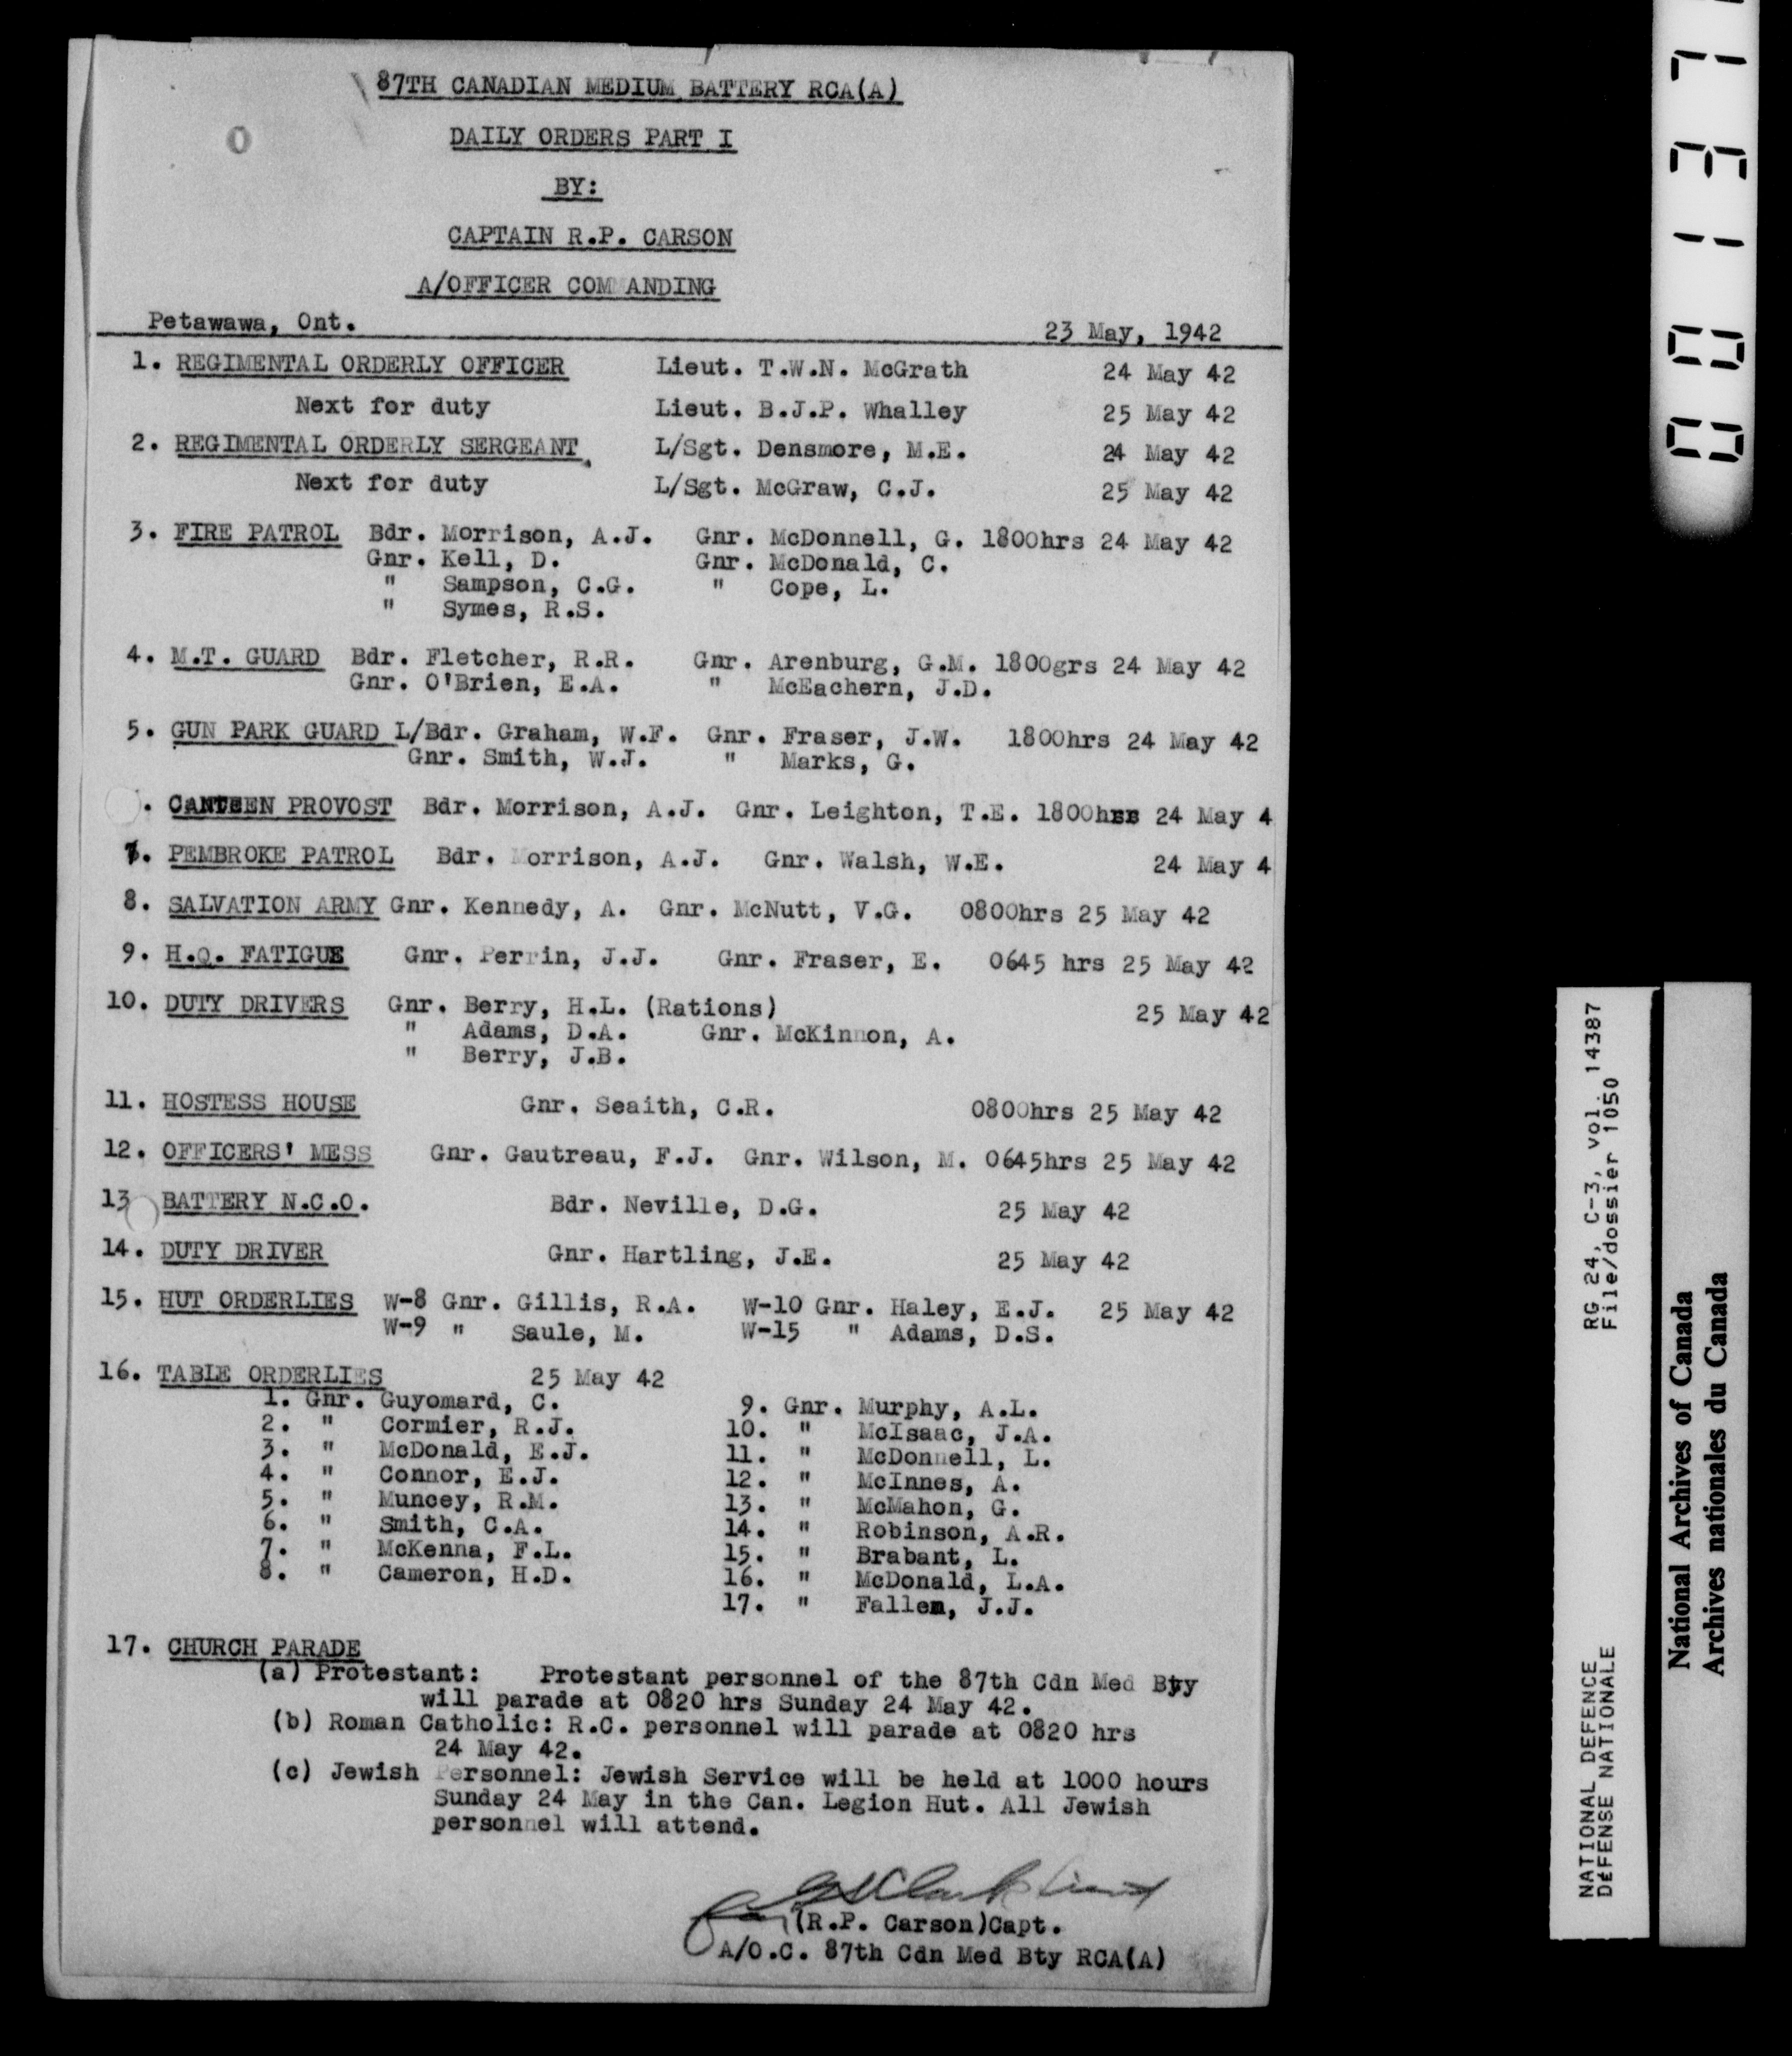 87TH CANADIAN MEDIUM BATTERY RCA(A)
DAILY ORDERS PART I
BY:
CAPTAIN R.P. CARSON
A/OFFICER COMMANDING
Petawawa, Ont. 23 May, 1942
1. REGIMENTAL ORDERLY OFFICER Lieut. T.W.N. McGrath 24 May 42
Next for duty Lieut. B.J.P. Whalley 25 May 42
2. REGIMENTAL ORDERLY SERGEANT L/Sgt. Densmore, M.E. 24 May 42
Next for duty L/Sgt. McGraw, C.J. 25 May 42
3. FIRE PATROL Bdr. Morrison, A.J. Gnr. McDonnell, G. 1800hrs 24 May 42
Gnr. Kell, D. Gnr. McDonald, C.
" Sampson, C.G. " Cope, L.
" Symes, R.S.
4. M.T. GUARD Bdr. Fletcher, R.R. Gnr. Arenburg, G.M. 1800grs 24 May 42
Gnr. O'Brien, E.A. " McEachern, J.D.
5. GUN PARK GUARD L/Bdr. Graham, W.F. Gnr. Fraser, J.W. 1800hrs 24 May 42
Gnr. Smith, W.J. " Marks, G.
. CANTEEN PROVOST Bdr. Morrison, A.J. Gnr. Leighton, T.E. 1800hrs 24 May 4
7. PEMBROKE PATROL Bdr. Morrison, A.J. Gnr. Walsh, W.E. 24 May 4
8. SALVATION ARMY Gnr. Kennedy, A. Gnr. McNutt, V.G. 0800hrs 25 May 42
9. H.Q. FATIGUE Gnr. Perrin, J.J. Gnr. Fraser, E. 0645 hrs 25 May 42
10. DUTY DRIVERS Gnr. Berry, H.L. (Rations) 25 May 42
" Adams, D.A. Gnr. McKinnon, A.
" Berry, J.B.
11. HOSTESS HOUSE Gnr. Seaith, C.R. 0800hrs 25 May 42
12. OFFICERS' MESS Gnr. Gautreau, F.J. Gnr. Wilson, M. 0645hrs 25 May 42
13 BATTERY N.C.O. Bdr. Neville, D.G. 25 May 42
14. DUTY DRIVER Gnr. Hartling, J.E. 25 May 42
15. HUT ORDERLIES W-8 Gnr. Gillis, R.A. W-10 Gnr. Haley, E.J. 25 May 42
W-9 " Saule, M. W-15 " Adams, D.S.
16. TABLE ORDERLIES 25 May 42
1. Gnr. Guyomard, C. 9. Gnr. Murphy, A.L.
2. " Cormier, R.J. 10. " McIsaac, J.A.
3. " McDonald, E.J. 11. " McDonnell, L.
4. " Connor, E.J. 12. " McInnes, A.
5. " Muncey, R.M. 13. " McMahon, G.
6. " Smith, C.A. 14. " Robinson, A.R.
7. " McKenna, F.L. 15. " Brabant, L.
8. " Cameron, H.D. 16. " McDonald, L.A.
17. " Fallen, J.J.
17. CHURCH PARADE
(a) Protestant: Protestant personnel of the 87th Cdn Med Bty
will parade at 0820 hrs Sunday 24 May 42.
(b) Roman Catholic: R.C. personnel will parade at 0820 hrs
24 May 42.
(c) Jewish Personnel: Jewish Service will be held at 1000 hours
Sunday 24 May in the Can. Legion Hut. All Jewish
personnel will attend.
for
(R.P. Carson)Capt.
A/O.C. 87th Cdn Med Bty RCA(A)
00137
RG 24, C-3, vol. 14387
File/dossier 1050
NATIONAL DEFENCE
DEFENSE NATIONALE
National Archives of Canada
Archives nationales du Canada